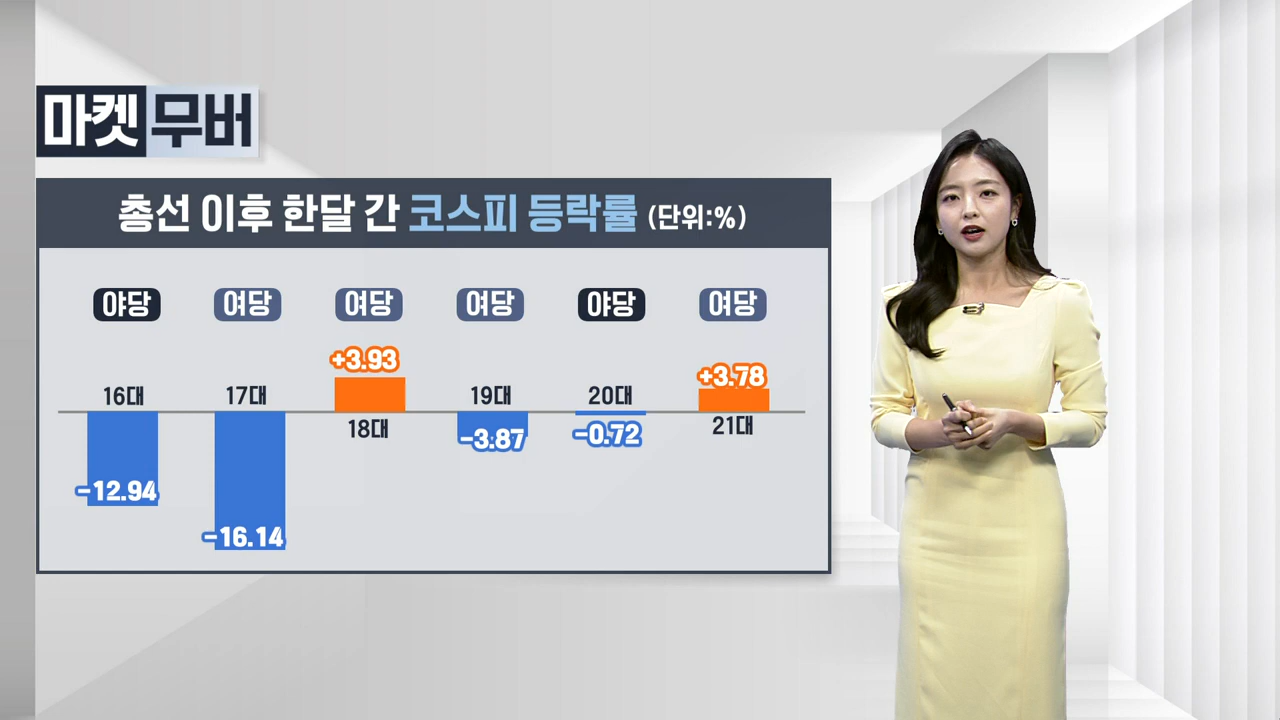 마켓무버
총선 이후 한달 간 코스피 등락률 (단위:%)
야당 여당 여당 여당 야당 여당
+3.93 +3.78
16대 17대 19대 20대
18대 21대
-3.87 -0.72
-12.94
-16.14